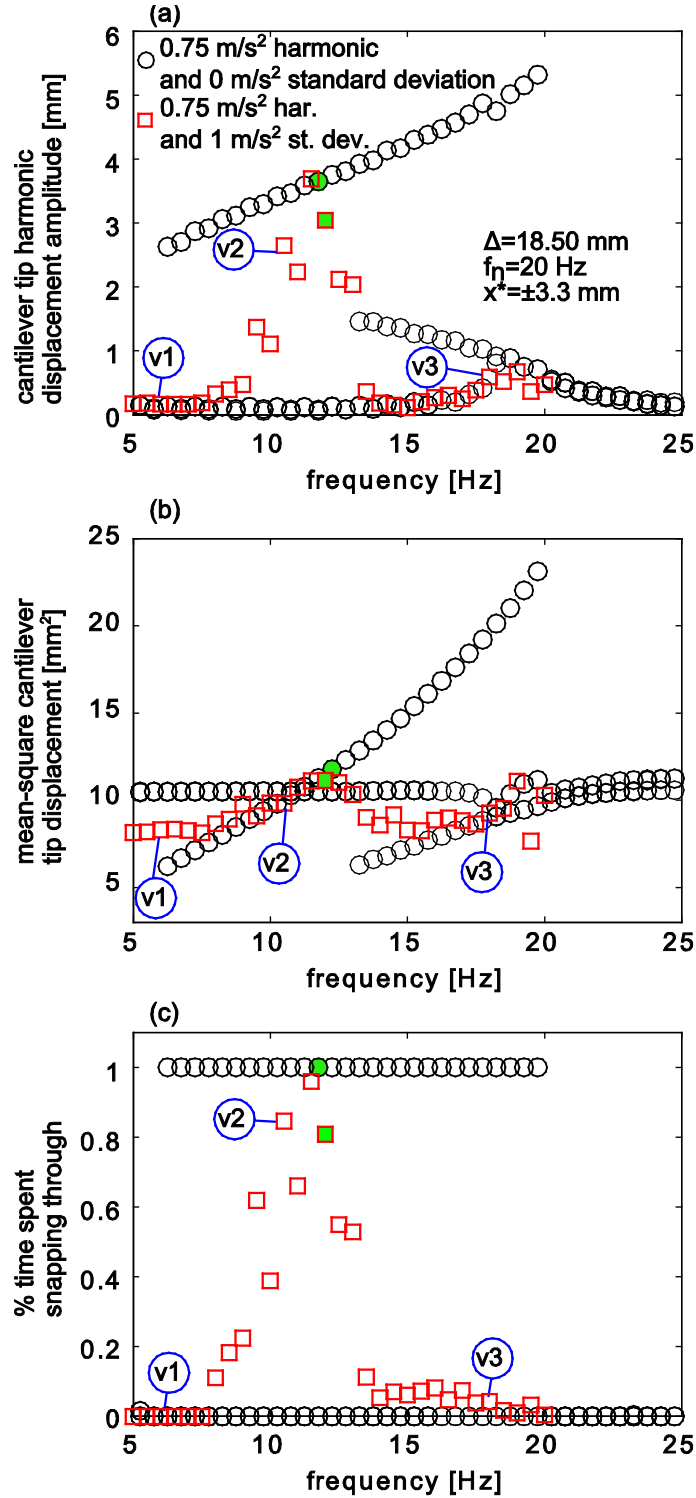 (a)
6
5
4
3
2
1
0
cantilever tip harmonic
displacement amplitude [mm]
0.75 m/s² harmonic
and 0 m/s² standard deviation
0.75 m/s² har.
and 1 m/s² st. dev.
v2
Δ=18.50 mm
fn=20 Hz
x*=±3.3 mm
v1
v3
5
10
15
20
25
frequency [Hz]
(b)
25
20
15
10
5
mean-square cantilever
tip displacement [mm²]
v1
v2
v3
5
10
15
20
25
frequency [Hz]
(c)
1
0.8
0.6
0.4
0.2
0
% time spent
snapping through
v2
v1
v3
5
10
15
20
25
frequency [Hz]